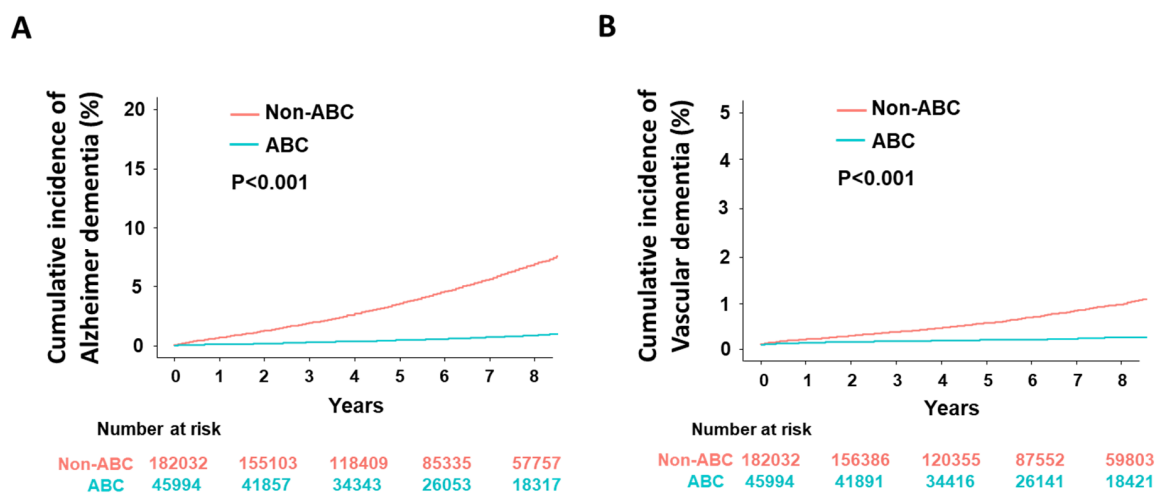 A
Cumulative incidence of
Alzheimer dementia (%)
20
15
10
5
0
Non-ABC
ABC
P<0.001
0 1 2 3 4 5 6 7 8
Years
Number at risk
Non-ABC 182032 155103 118409 85335 57757
ABC 45994 41857 34343 26053 18317
B
Cumulative incidence of
Vascular dementia (%)
5
4
3
2
1
0
Non-ABC
ABC
P<0.001
0 1 2 3 4 5 6 7 8
Years
Number at risk
Non-ABC 182032 156386 120355 87552 59803
ABC 45994 41891 34416 26141 18421